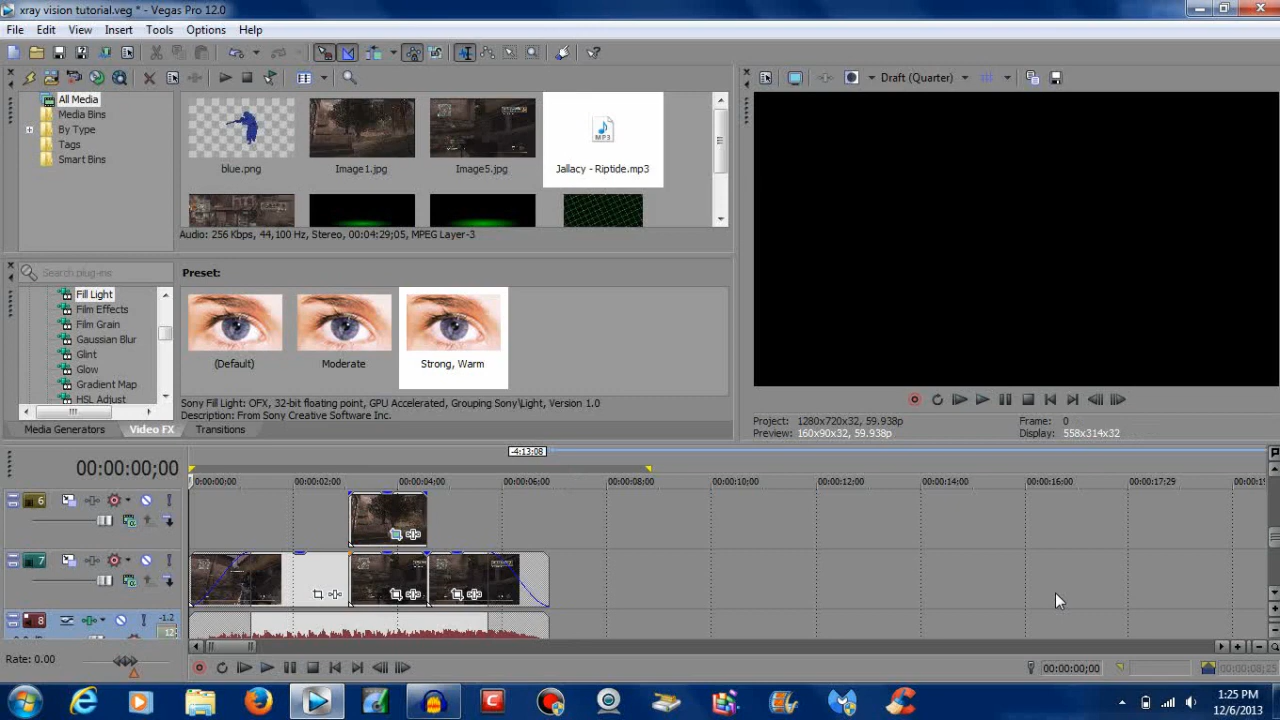 xray vision tutorial.veg * - Vegas Pro 12.0
File Edit View Insert Tools Options Help
Draft (Quarter)
All Media
Media Bins
By Type
Tags
Smart Bins
blue.png
Image1.jpg
Image5.jpg
MP3
Jallacy - Riptide.mp3
Audio: 256 Kbps, 44,100 Hz, Stereo, 00:04:29;05, MPEG Layer-3
Search plug-ins
Preset:
Fill Light
Film Effects
Film Grain
Gaussian Blur
Glint
Glow
Gradient Map
HSL Adjust
(Default)
Moderate
Strong, Warm
Sony Fill Light: OFX, 32-bit floating point, GPU Accelerated, Grouping Sony\Light, Version 1.0
Description: From Sony Creative Software Inc.
Media Generators Video FX Transitions
Project: 1280x720x32, 59.938p
Preview: 160x90x32, 59.938p
Frame: 0
Display: 558x314x32
-4:13:08
00:00:00;00
0:00:00;00 00:00:02;00 00:00:04;00 00:00:06;00 00:00:08;00 00:00:10;00 00:00:12;00 00:00:14;00 00:00:16;00 00:00:17;29 00:00:19
6
7
8
-1.2
12
Rate: 0.00
00:00:00;00
00:00:08;25
1:25 PM
12/6/2013